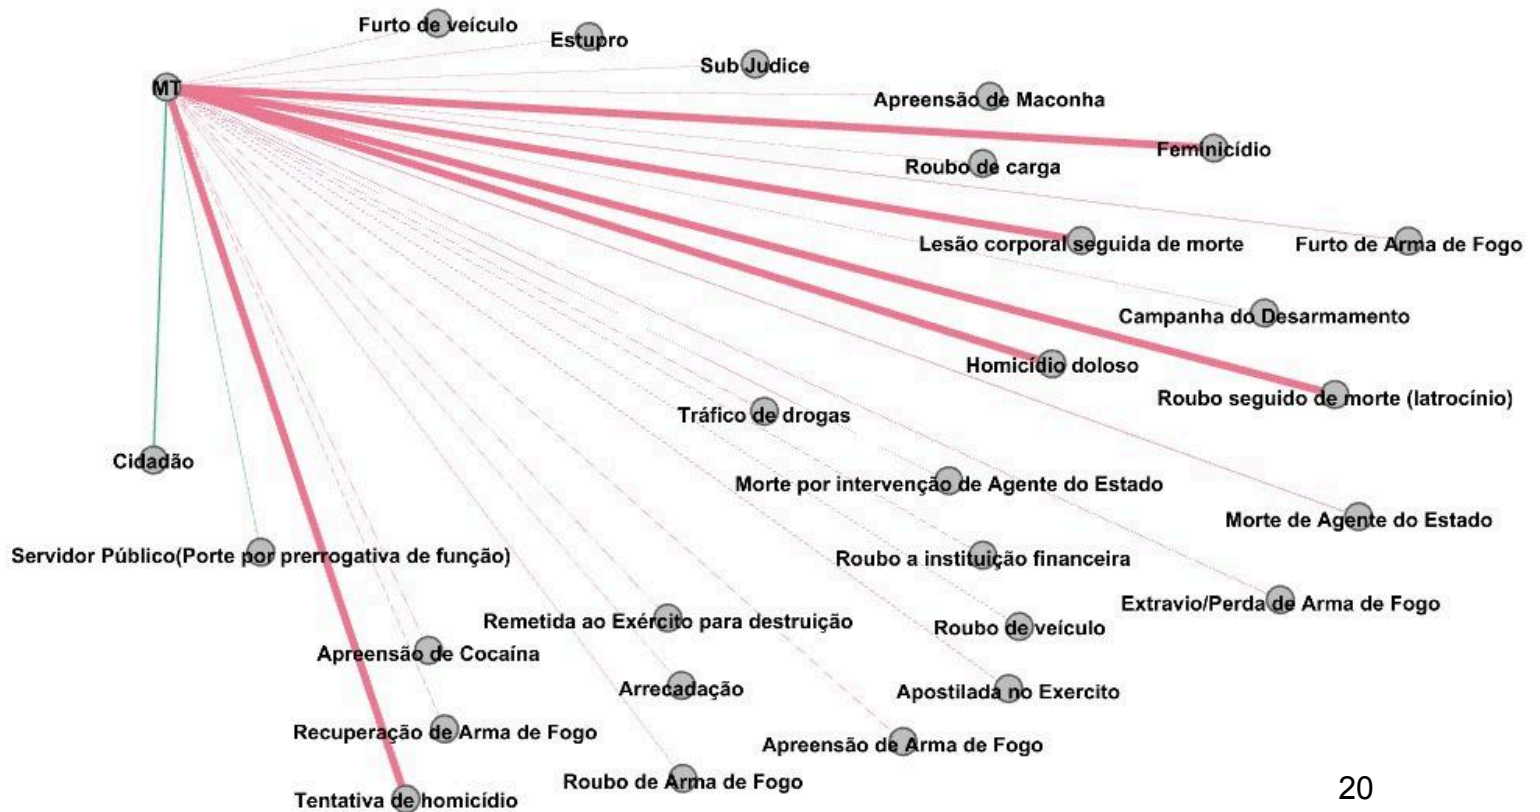 Furto de veículo
Estupro
Sub Judice
MT
Apreensão de Maconha
Feminicídio
Roubo de carga
Lesão corporal seguida de morte
Furto de Arma de Fogo
Campanha do Desarmamento
Homicídio doloso
Roubo seguido de morte (latrocínio)
Tráfico de drogas
Cidadão
Morte por intervenção de Agente do Estado
Morte de Agente do Estado
Servidor Público(Porte por prerrogativa de função)
Roubo a instituição financeira
Extravio/Perda de Arma de Fogo
Remetida ao Exército para destruição
Roubo de veículo
Apreensão de Cocaína
Arrecadação
Apostilada no Exercito
Recuperação de Arma de Fogo
Apreensão de Arma de Fogo
Roubo de Arma de Fogo
Tentativa de homicídio
20